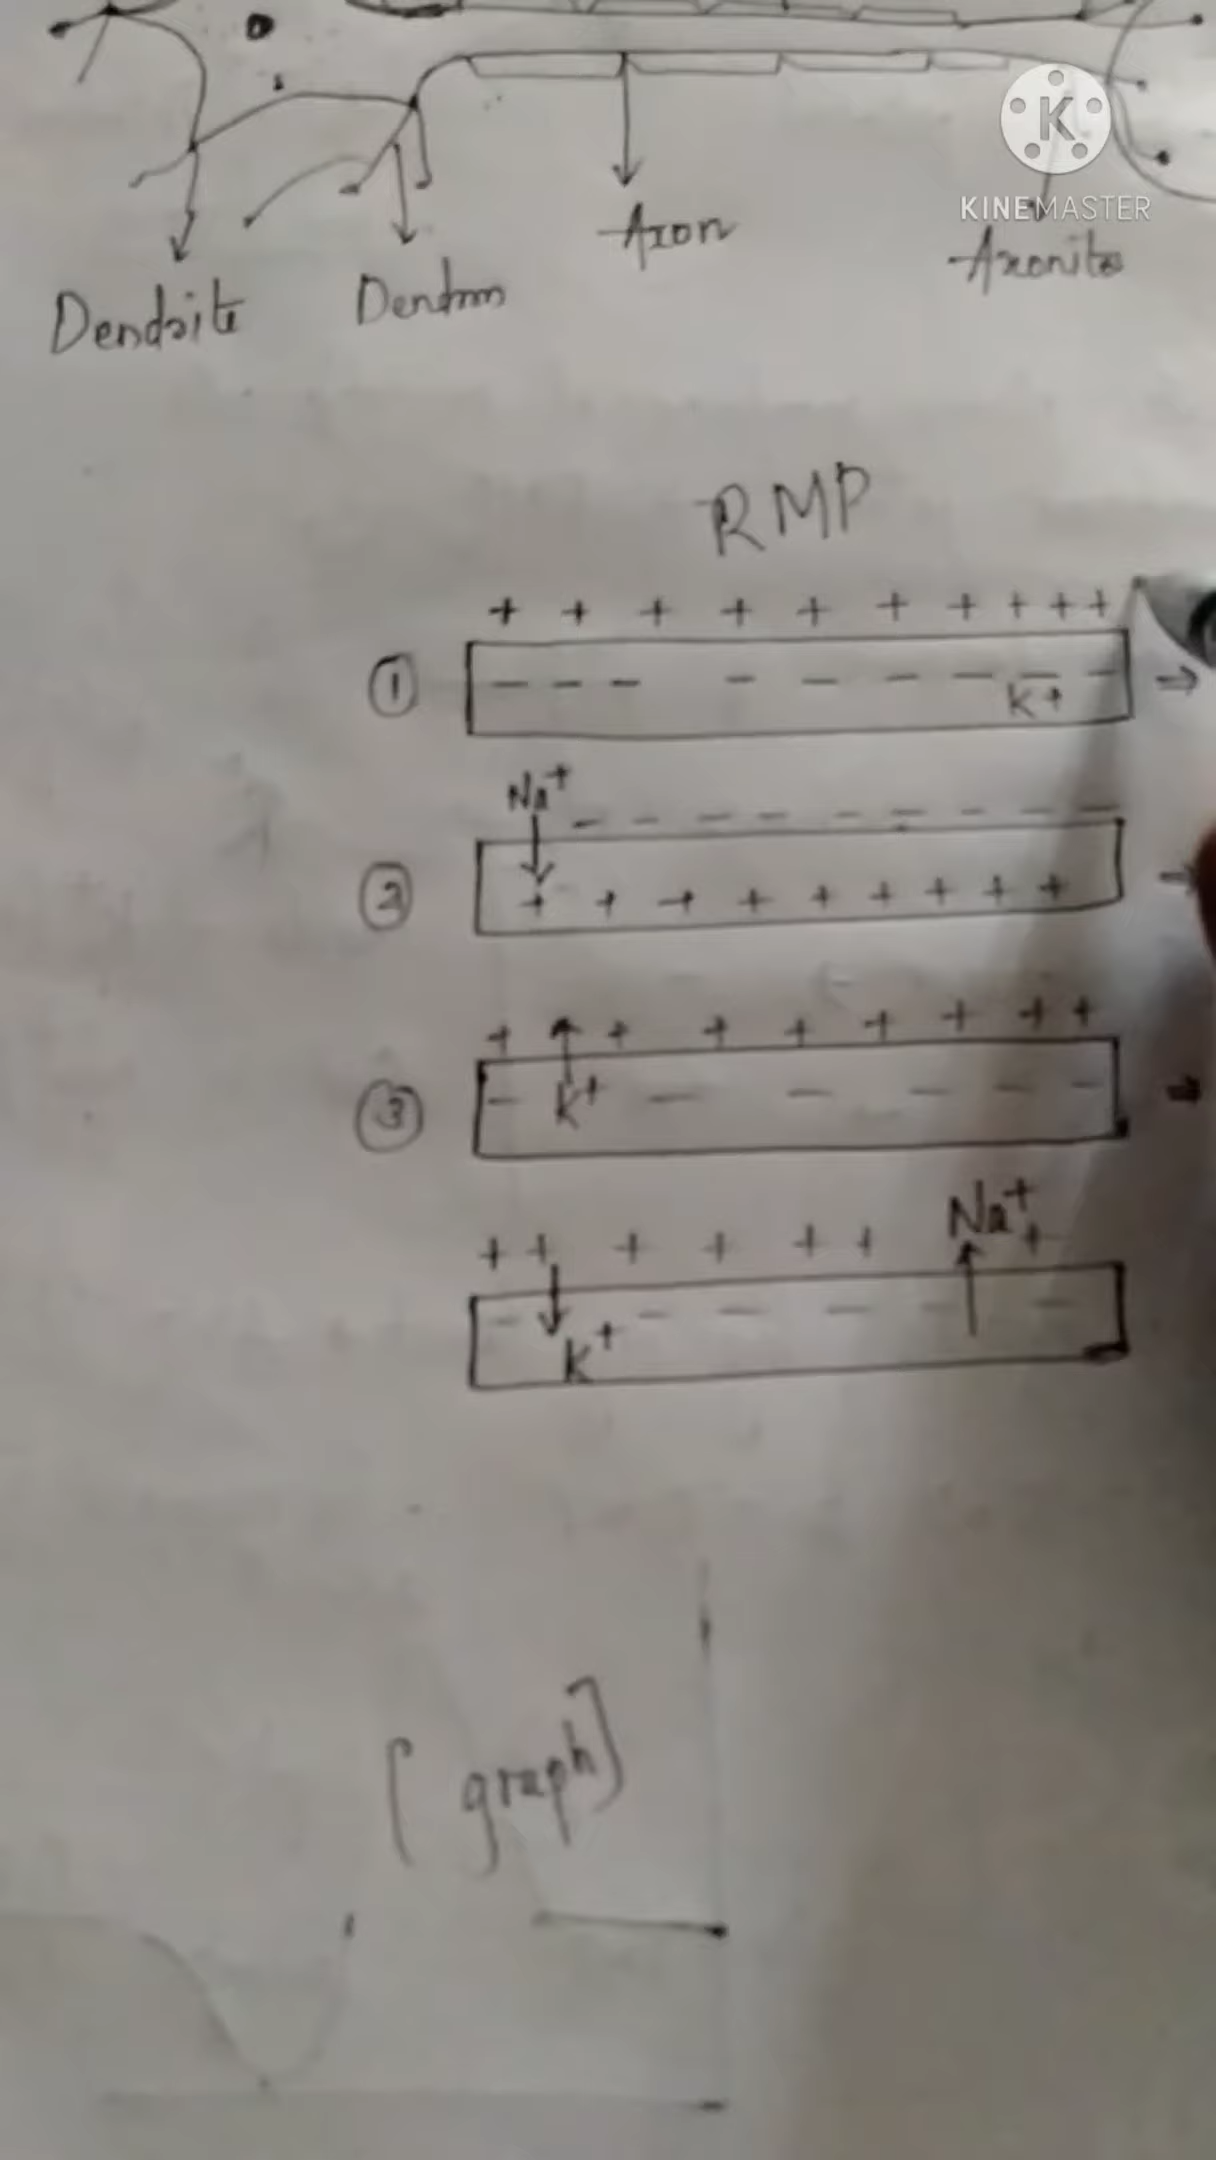 K
KINEMASTER
Axon
Axonite
Dendrite
Dendron
RMP
+ + + + + + + + + +
① - - - - - - - - - →
K+
Na+
- - - - - - - -
② + + + + + + + + →
+ + + + + + + +
③ - K+ - - - - - →
Na+
+ + + + + + +
- - - - - -
K+
[graph]